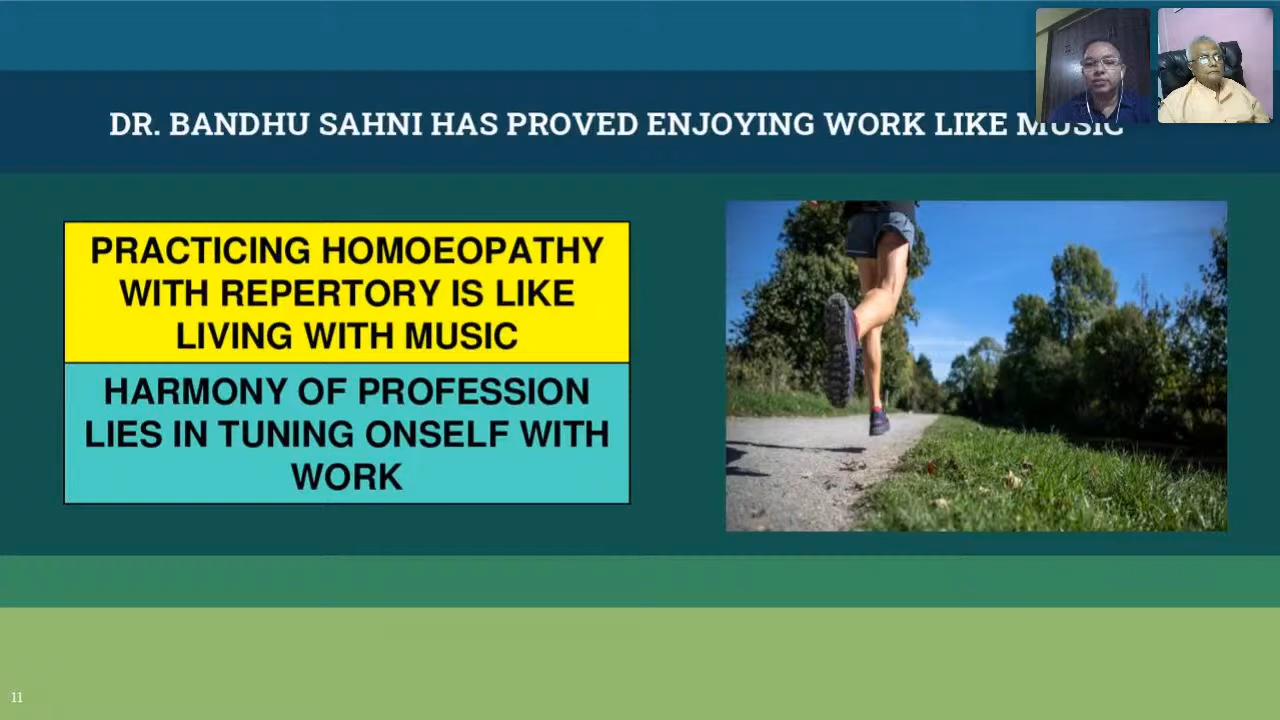 DR. BANDHU SAHNI HAS PROVED ENJOYING WORK LIKE MUSIC
PRACTICING HOMOEOPATHY
WITH REPERTORY IS LIKE
LIVING WITH MUSIC
HARMONY OF PROFESSION
LIES IN TUNING ONSELF WITH
WORK
11